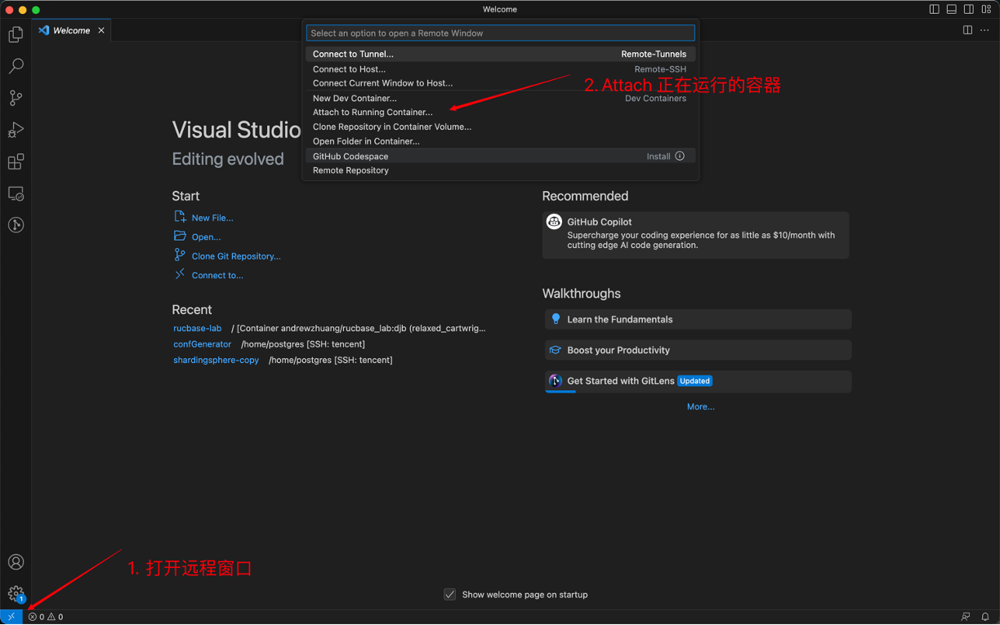 Welcome
Welcome
Select an option to open a Remote Window
Connect to Tunnel... Remote-Tunnels
Connect to Host... Remote-SSH
Connect Current Window to Host...
2. Attach 正在运行的容器
New Dev Container... Dev Containers
Attach to Running Container...
Clone Repository in Container Volume...
Open Folder in Container...
GitHub Codespace Install
Remote Repository
Visual Studio
Editing evolved
Start
New File...
Open...
Clone Git Repository...
Connect to...
Recent
rucbase-lab / [Container andrewzhuang/rucbase_lab:djb (relaxed_cartwrig...
confGenerator /home/postgres [SSH: tencent]
shardingsphere-copy /home/postgres [SSH: tencent]
Recommended
GitHub Copilot
Supercharge your coding experience for as little as $10/month with
cutting edge AI code generation.
Walkthroughs
Learn the Fundamentals
Boost your Productivity
Get Started with GitLens Updated
More...
1. 打开远程窗口
1
Show welcome page on startup
0 0